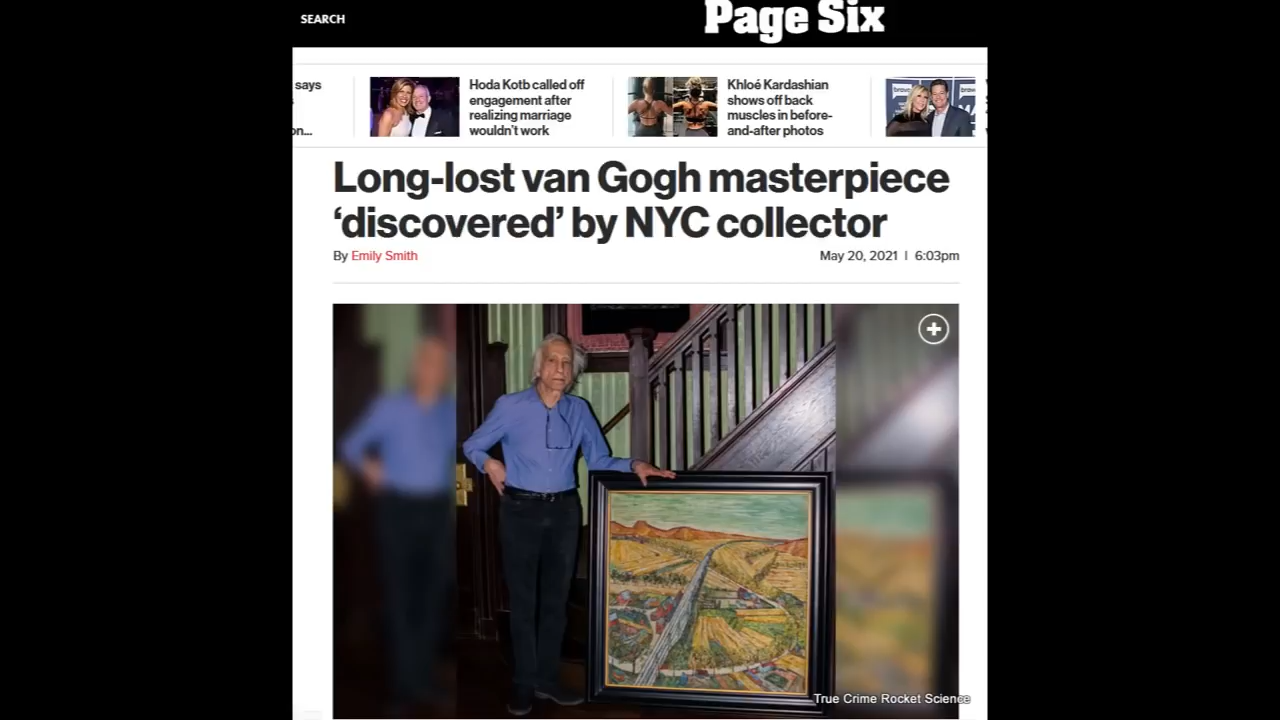 SEARCH
Page Six
says
on...
Hoda Kotb called off
engagement after
realizing marriage
wouldn't work
Khloé Kardashian
shows off back
muscles in before-
and-after photos
Long-lost van Gogh masterpiece
‘discovered’ by NYC collector
By Emily Smith
May 20, 2021 | 6:03pm
True Crime Rocket Science